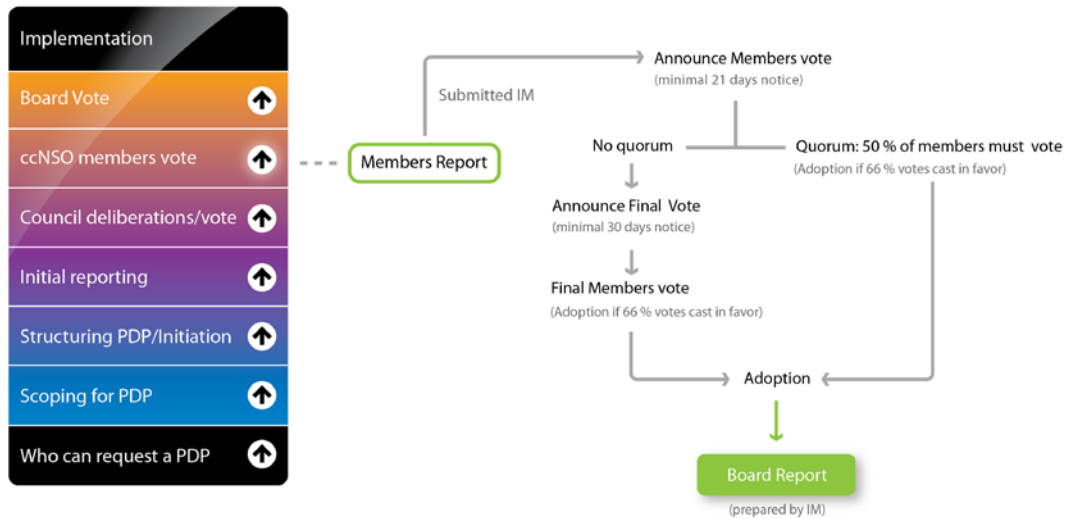 Implementation
Board Vote
ccNSO members vote
Council deliberations/vote
Initial reporting
Structuring PDP/Initiation
Scoping for PDP
Who can request a PDP
Members Report
Submitted IM
Announce Members vote
(minimal 21 days notice)
No quorum
Quorum: 50 % of members must vote
(Adoption if 66 % votes cast in favor)
Announce Final Vote
(minimal 30 days notice)
Final Members vote
(Adoption if 66 % votes cast in favor)
Adoption
Board Report
(prepared by IM)